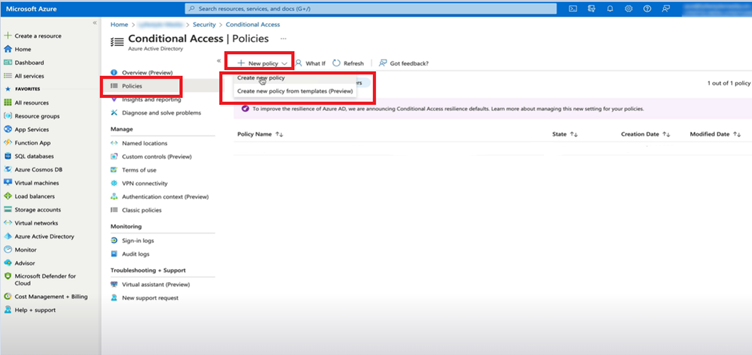 Microsoft Azure
Search resources, services, and docs (G+/)
Home >
> Security > Conditional Access
Conditional Access | Policies ...
Azure Active Directory
Create a resource
Home
Dashboard
All services
FAVORITES
All resources
Resource groups
App Services
Function App
SQL databases
Azure Cosmos DB
Virtual machines
Load balancers
Storage accounts
Virtual networks
Azure Active Directory
Monitor
Advisor
Microsoft Defender for
Cloud
Cost Management + Billing
Help + support
Overview (Preview)
Policies
Insights and reporting
Diagnose and solve problems
Manage
Named locations
Custom controls (Preview)
Terms of use
VPN connectivity
Authentication context (Preview)
Classic policies
Monitoring
Sign-in logs
Audit logs
Troubleshooting + Support
Virtual assistant (Preview)
New support request
New policy What If Refresh Got feedback?
Create new policy
Create new policy from templates (Preview)
1 out of 1 policy
To improve the resilience of Azure AD, we are announcing Conditional Access resilience defaults. Learn more about managing this new setting for your policies.
Policy Name State Creation Date Modified Date